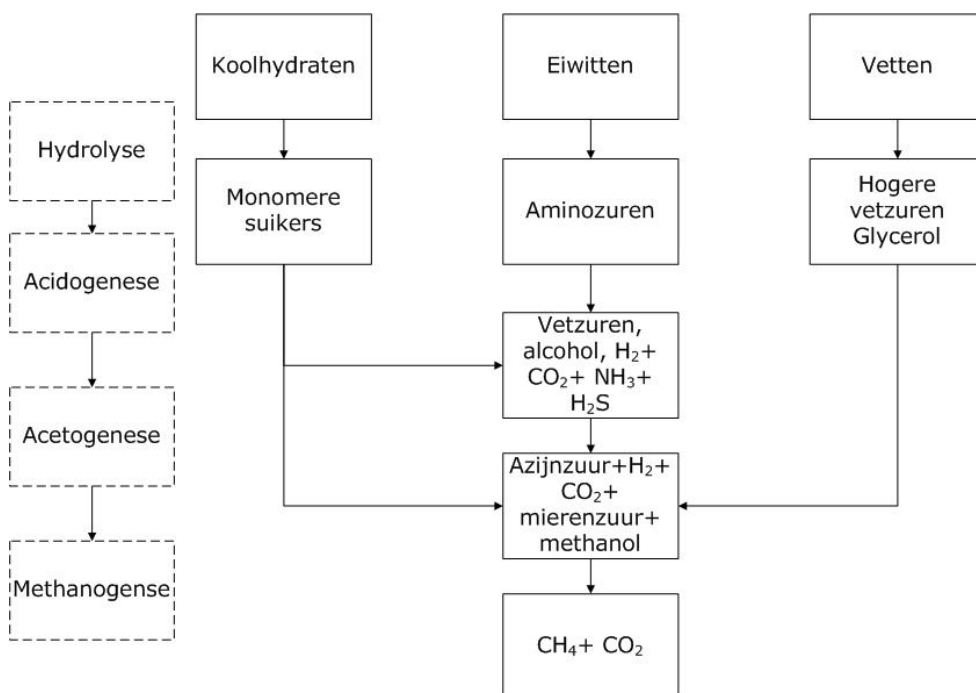 Koolhydraten
Eiwitten
Vetten
Hydrolyse
Monomere
suikers
Aminozuren
Hogere
vetzuren
Glycerol
Acidogenese
Vetzuren,
alcohol, H₂+
CO₂+ NH₃+
H₂S
Acetogenese
Azijnzuur+H₂+
CO₂+
mierenzuur+
methanol
Methanogense
CH₄+ CO₂